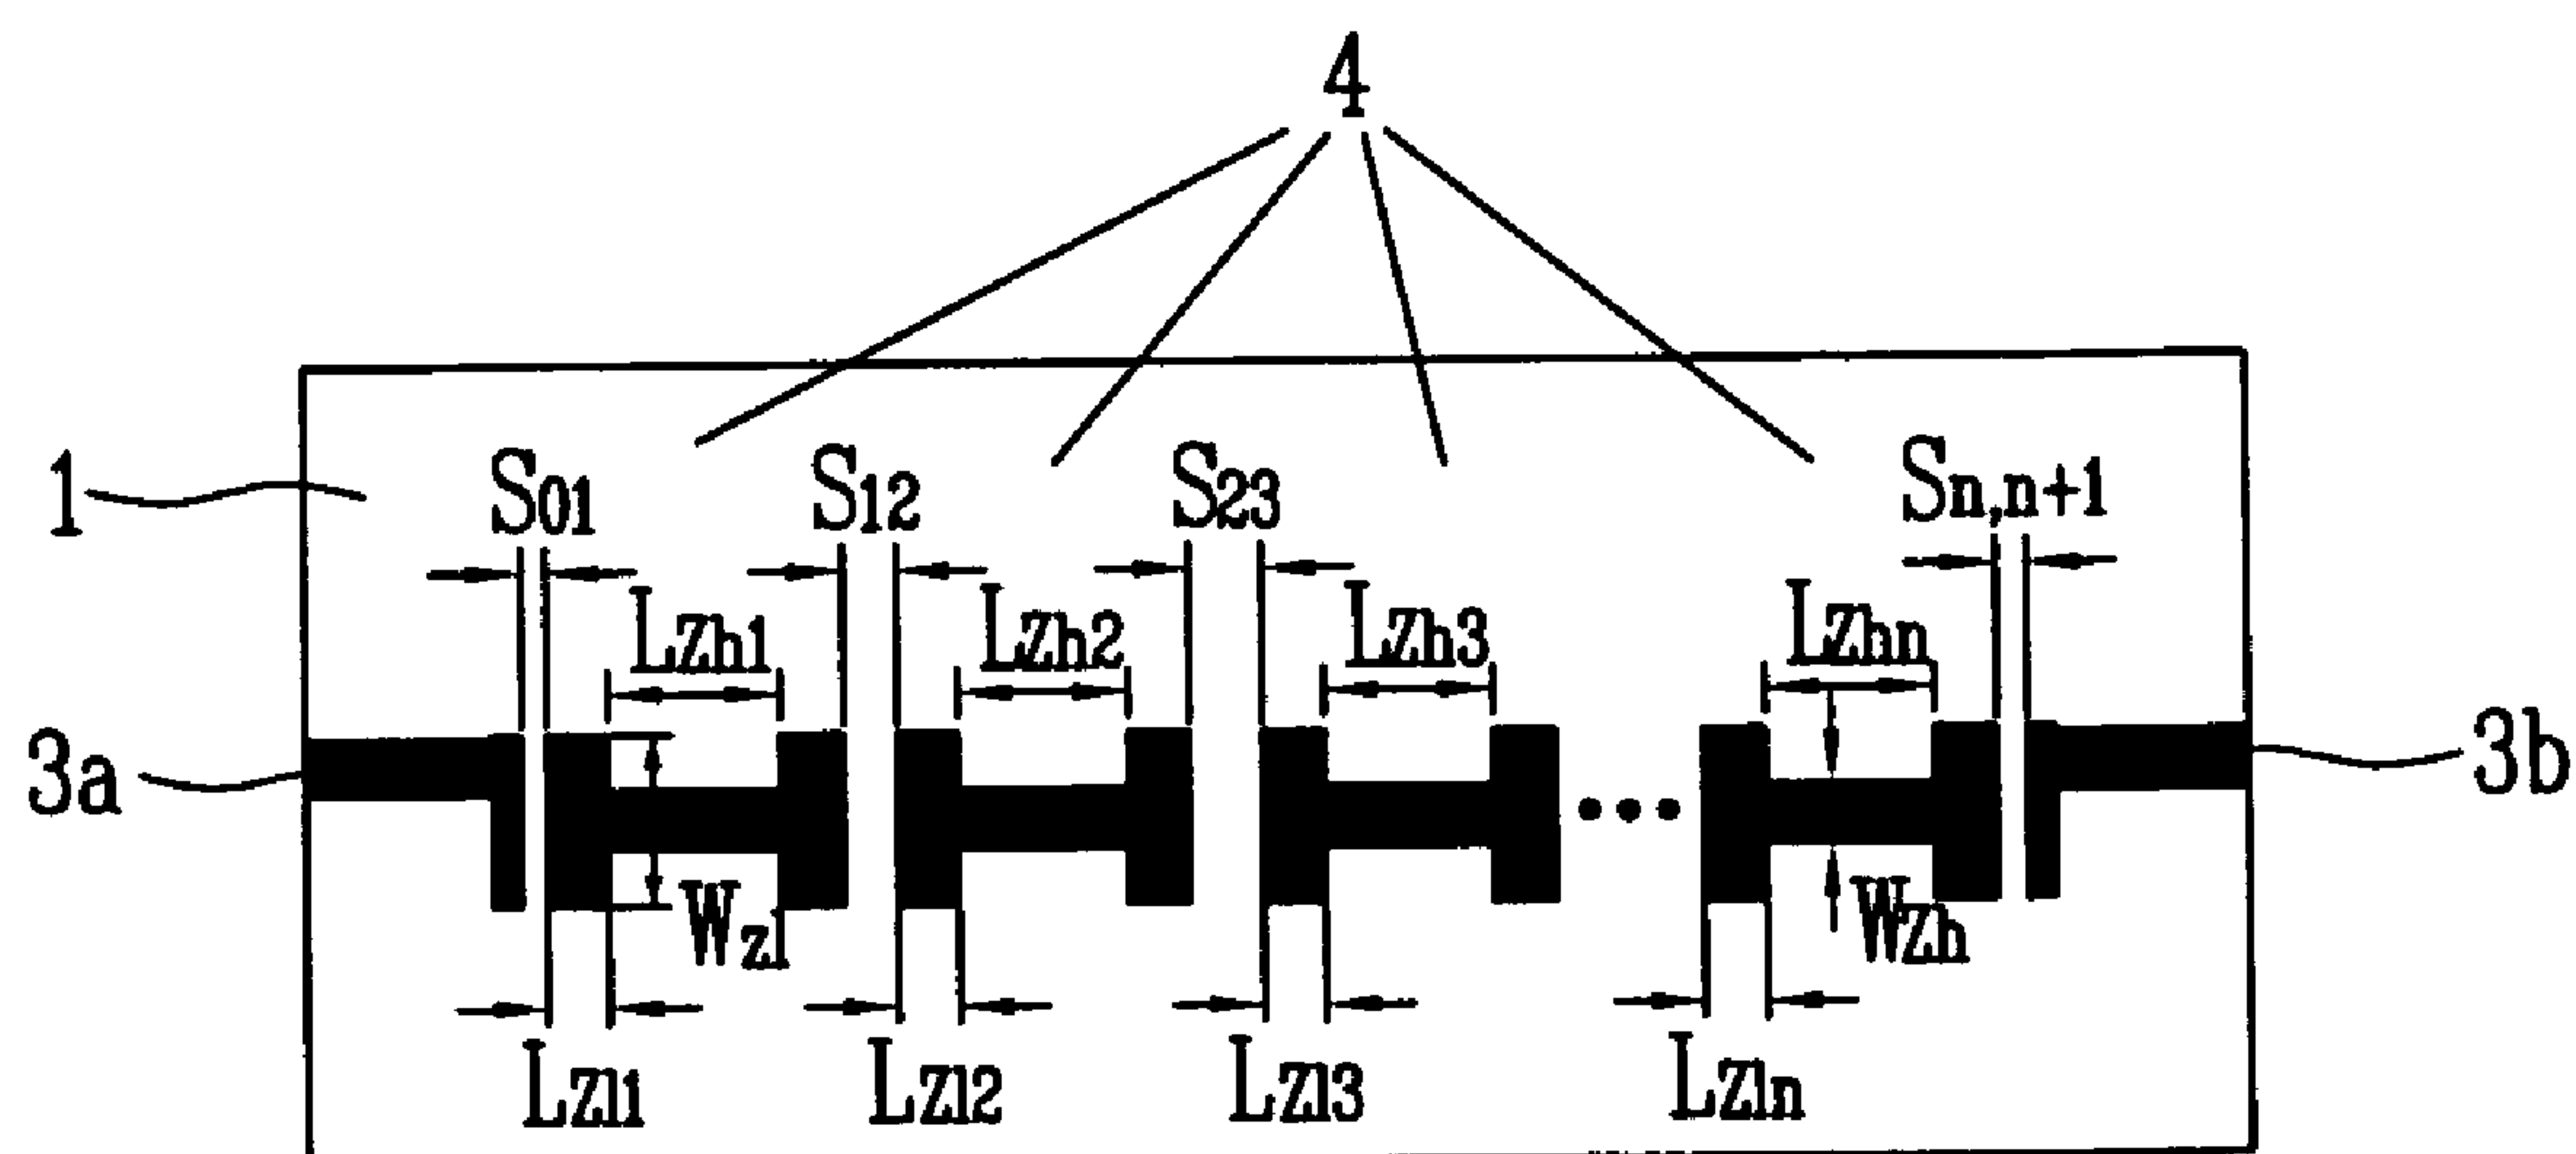 4
1 S01 S12 S23 Sn,n+1
Lzh1 Lzh2 Lzh3 Lzhn
3a 3b
Wzl Wzh
Lzl1 Lzl2 Lzl3 Lzln